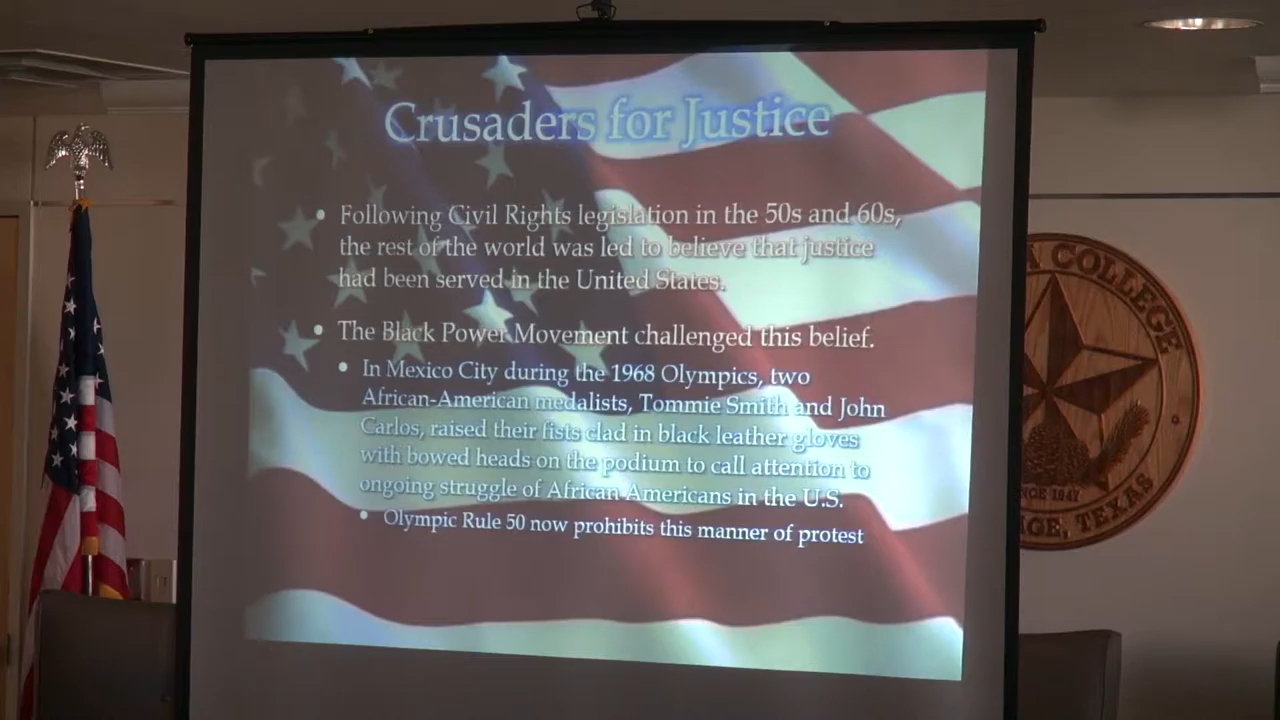 Crusaders for Justice
• Following Civil Rights legislation in the 50s and 60s,
the rest of the world was led to believe that justice
had been served in the United States.
• The Black Power Movement challenged this belief.
• In Mexico City during the 1968 Olympics, two
African-American medalists, Tommie Smith and John
Carlos, raised their fists clad in black leather gloves
with bowed heads on the podium to call attention to
ongoing struggle of African-Americans in the U.S.
• Olympic Rule 50 now prohibits this manner of protest
A COLLEGE
1947
TEXAS